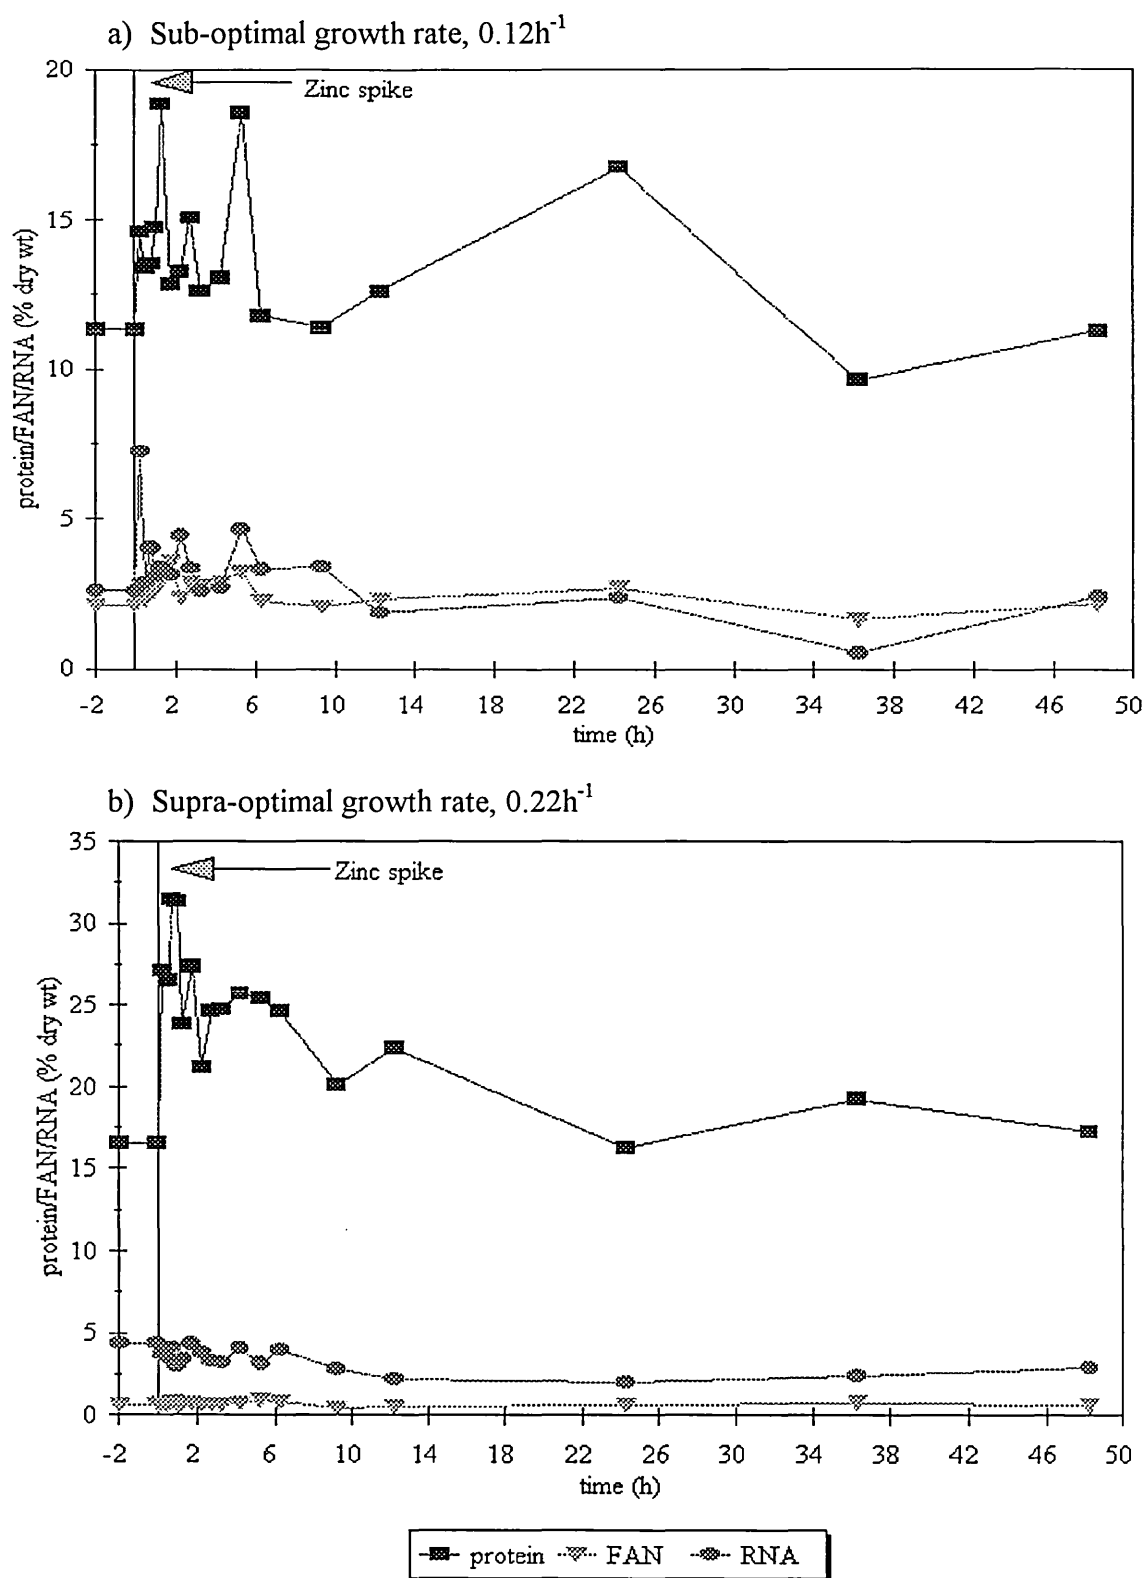 a) Sub-optimal growth rate, 0.12h⁻¹
20
Zinc spike
15
10
5
0
protein/FAN/RNA (% dry wt)
-2 2 6 10 14 18 22 26 30 34 38 42 46 50
time (h)
b) Supra-optimal growth rate, 0.22h⁻¹
35
Zinc spike
30
25
20
15
10
5
0
protein/FAN/RNA (% dry wt)
-2 2 6 10 14 18 22 26 30 34 38 42 46 50
time (h)
protein FAN RNA